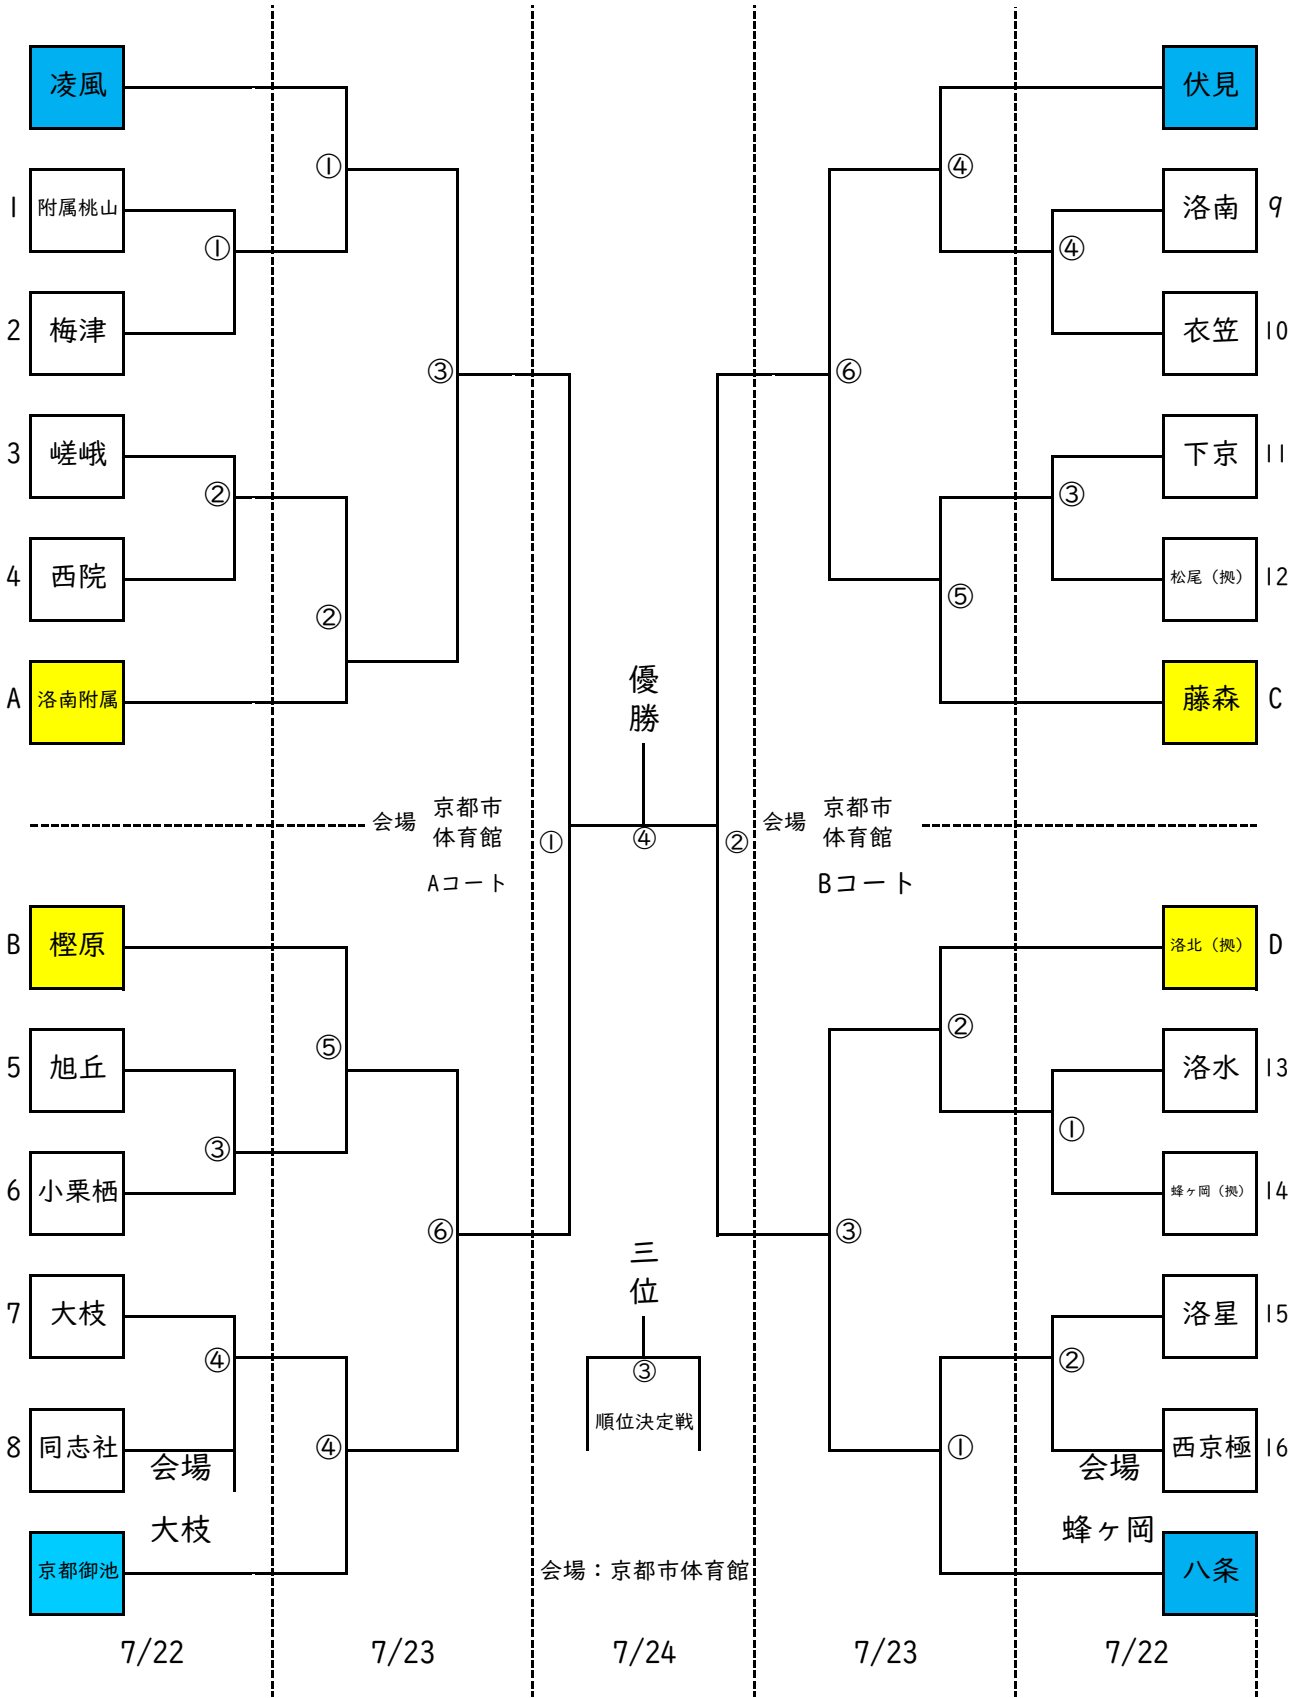 凌風
伏見
①
④
1 附属桃山
洛南 9
①
④
2 梅津
衣笠 10
③
⑥
3 嵯峨
下京 11
②
③
4 西院
松尾（拠） 12
②
⑤
A 洛南附属
藤森 C
優
勝
会場 京都市
体育館
Aコート
会場 京都市
体育館
Bコート
①
④
②
B 樫原
洛北（拠） D
⑤
②
5 旭丘
洛水 13
③
①
6 小栗栖
蜂ヶ岡（拠） 14
⑥
③
三
位
7 大枝
洛星 15
④
③
②
順位決定戦
8 同志社
④
①
西京極 16
会場
大枝
会場
蜂ヶ岡
京都御池
会場：京都市体育館
八条
7/22
7/23
7/24
7/23
7/22